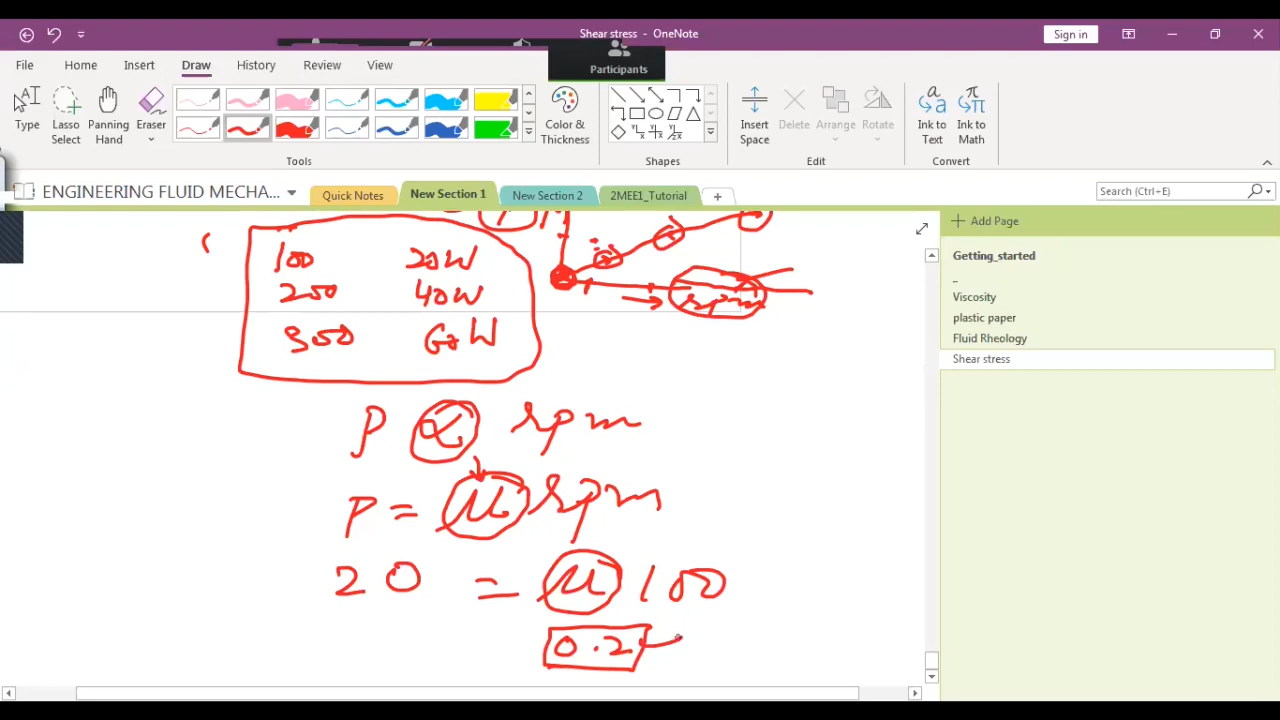 Shear stress - OneNote
Sign in
File Home Insert Draw History Review View
Participants
Type
Lasso Select
Panning Hand
Eraser
Color & Thickness
Insert Space
Delete
Arrange
Rotate
Ink to Text
Ink to Math
Tools
Shapes
Edit
Convert
ENGINEERING FLUID MECHA...
Quick Notes
New Section 1
New Section 2
2MEE1_Tutorial
Search (Ctrl+E)
Add Page
Getting_started
Viscosity
plastic paper
Fluid Rheology
Shear stress
100 20W
200 40W
300 60W
rpm
P ∝ rpm
P = μ rpm
20 = μ 100
0.2